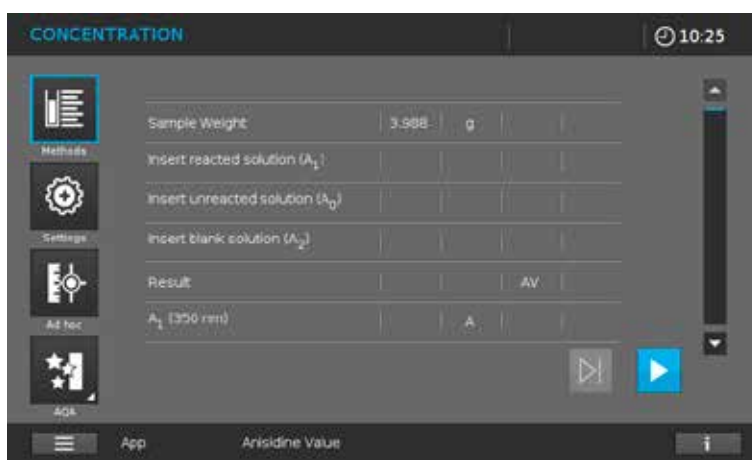 CONCENTRATION 10:25
Methods
Settings
Ad hoc
AQA
Sample Weight 3.988 g
Insert reacted solution (A₁)
Insert unreacted solution (A₀)
Insert blank solution (A₂)
Result AV
A₁ (350 nm) A
App Anisidine Value i